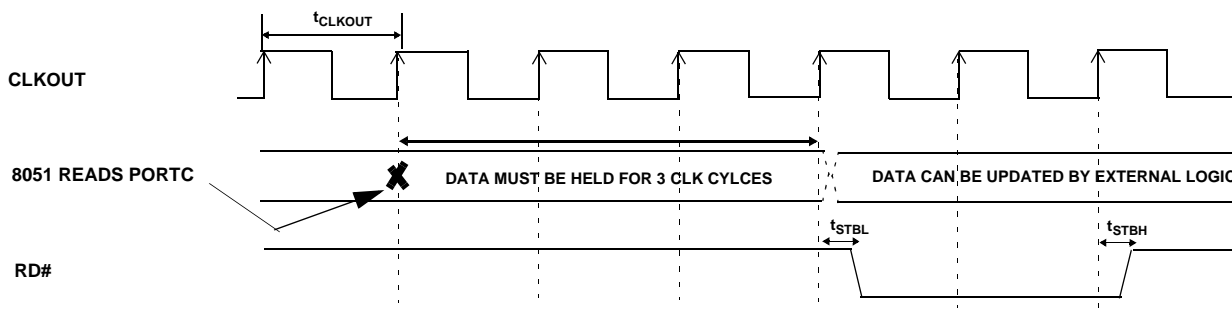 tCLKOUT
CLKOUT
8051 READS PORTC
DATA MUST BE HELD FOR 3 CLK CYLCES
DATA CAN BE UPDATED BY EXTERNAL LOGIC
tSTBL
tSTBH
RD#